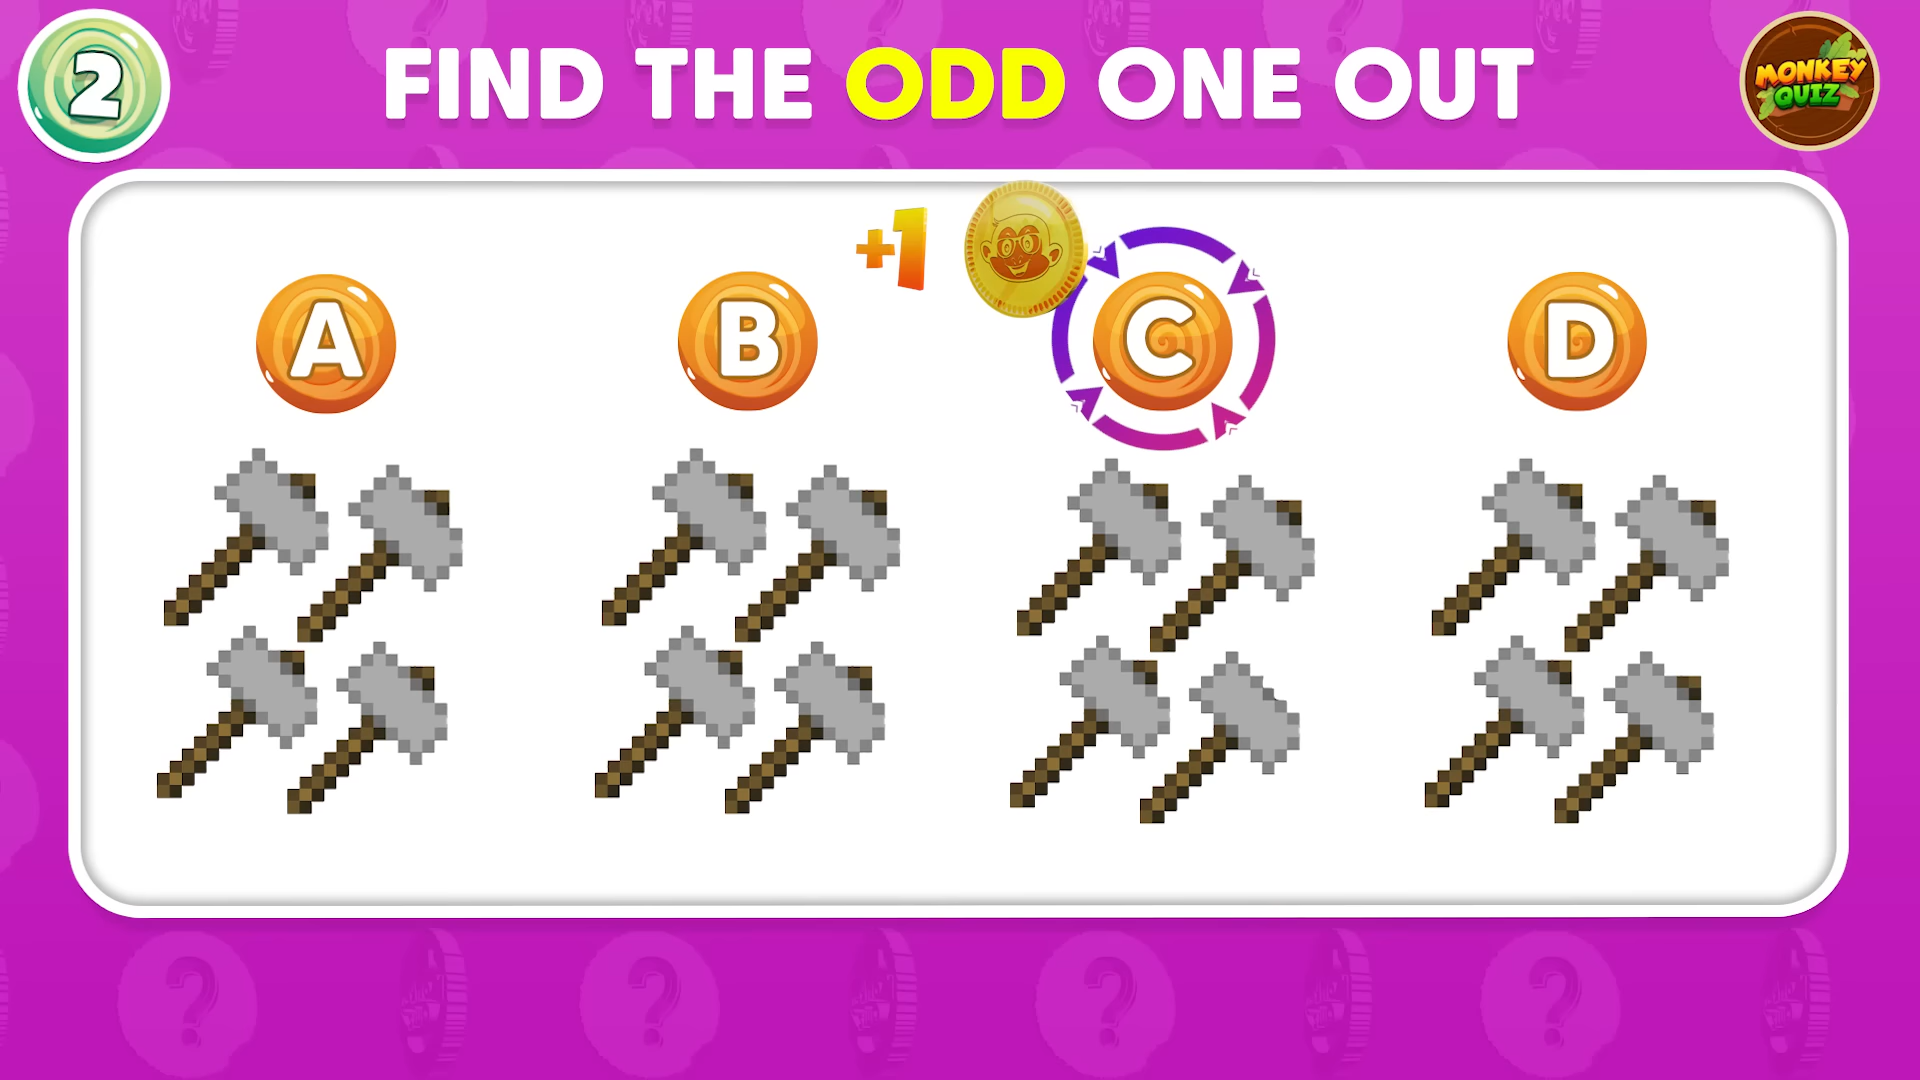 2
FIND THE ODD ONE OUT
MONKEY
QUIZ
+1
A
B
C
D
? ? ? ?